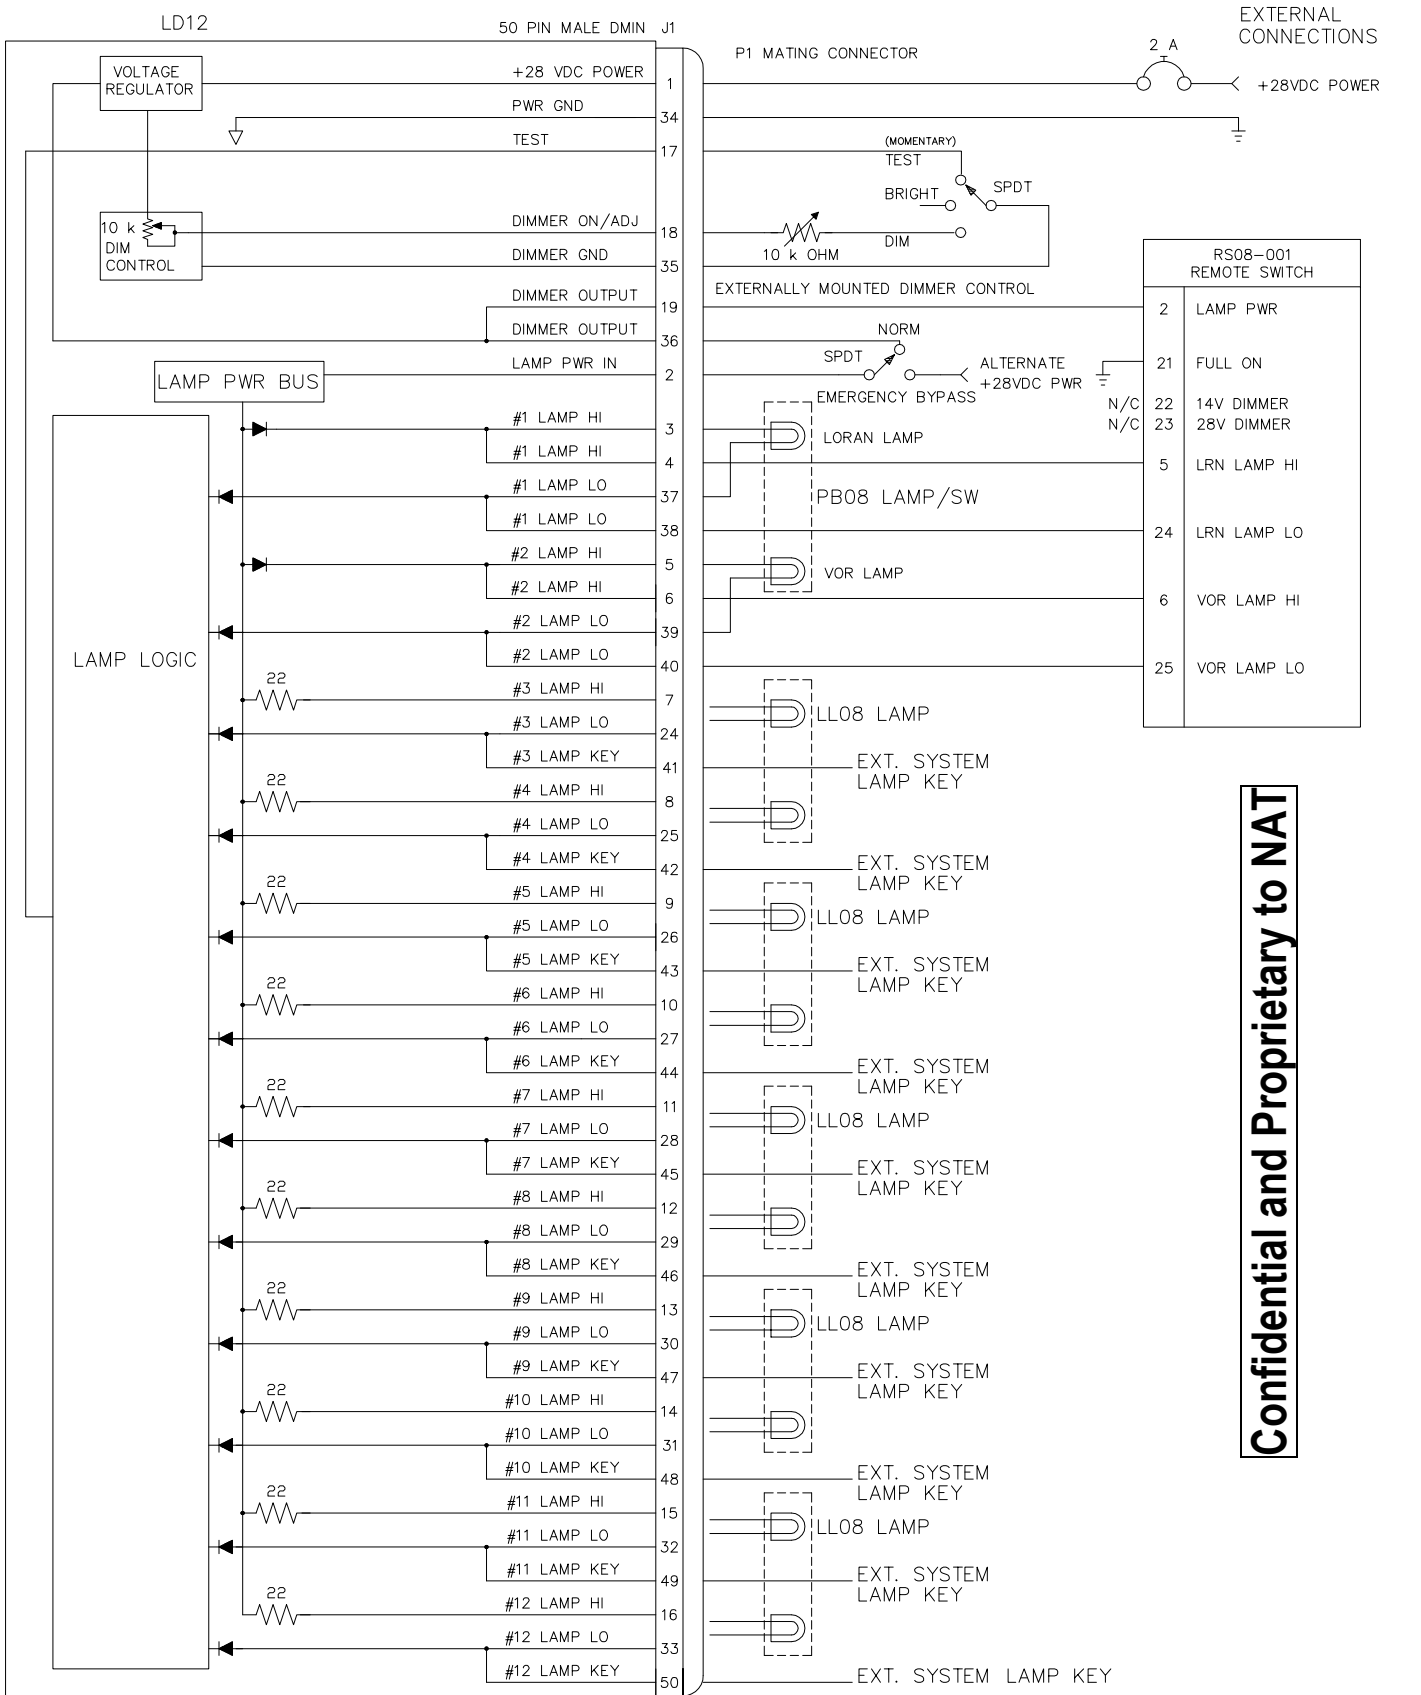 LD12
50 PIN MALE DMIN J1
EXTERNAL
CONNECTIONS
P1 MATING CONNECTOR
2 A
+28VDC POWER
VOLTAGE
REGULATOR
+28 VDC POWER 1
PWR GND 34
TEST 17
(MOMENTARY)
TEST
BRIGHT
SPDT
DIM
10 k OHM
10 k
DIM
CONTROL
DIMMER ON/ADJ 18
DIMMER GND 35
EXTERNALLY MOUNTED DIMMER CONTROL
DIMMER OUTPUT 19
DIMMER OUTPUT 36
NORM
SPDT
ALTERNATE
+28VDC PWR
EMERGENCY BYPASS
LAMP PWR IN 2
LAMP PWR BUS
RS08-001
REMOTE SWITCH
2 LAMP PWR
21 FULL ON
N/C 22 14V DIMMER
N/C 23 28V DIMMER
5 LRN LAMP HI
24 LRN LAMP LO
6 VOR LAMP HI
25 VOR LAMP LO
LAMP LOGIC
#1 LAMP HI 3
LORAN LAMP
#1 LAMP HI 4
#1 LAMP LO 37
PB08 LAMP/SW
#1 LAMP LO 38
#2 LAMP HI 5
VOR LAMP
#2 LAMP HI 6
#2 LAMP LO 39
#2 LAMP LO 40
22
#3 LAMP HI 7
LL08 LAMP
#3 LAMP LO 24
#3 LAMP KEY 41
EXT. SYSTEM
LAMP KEY
22
#4 LAMP HI 8
#4 LAMP LO 25
#4 LAMP KEY 42
EXT. SYSTEM
LAMP KEY
22
#5 LAMP HI 9
LL08 LAMP
#5 LAMP LO 26
#5 LAMP KEY 43
EXT. SYSTEM
LAMP KEY
22
#6 LAMP HI 10
#6 LAMP LO 27
#6 LAMP KEY 44
EXT. SYSTEM
LAMP KEY
22
#7 LAMP HI 11
LL08 LAMP
#7 LAMP LO 28
#7 LAMP KEY 45
EXT. SYSTEM
LAMP KEY
22
#8 LAMP HI 12
#8 LAMP LO 29
#8 LAMP KEY 46
EXT. SYSTEM
LAMP KEY
22
#9 LAMP HI 13
LL08 LAMP
#9 LAMP LO 30
#9 LAMP KEY 47
EXT. SYSTEM
LAMP KEY
22
#10 LAMP HI 14
#10 LAMP LO 31
#10 LAMP KEY 48
EXT. SYSTEM
LAMP KEY
22
#11 LAMP HI 15
LL08 LAMP
#11 LAMP LO 32
#11 LAMP KEY 49
EXT. SYSTEM
LAMP KEY
22
#12 LAMP HI 16
#12 LAMP LO 33
#12 LAMP KEY 50
EXT. SYSTEM LAMP KEY
Confidential and Proprietary to NAT